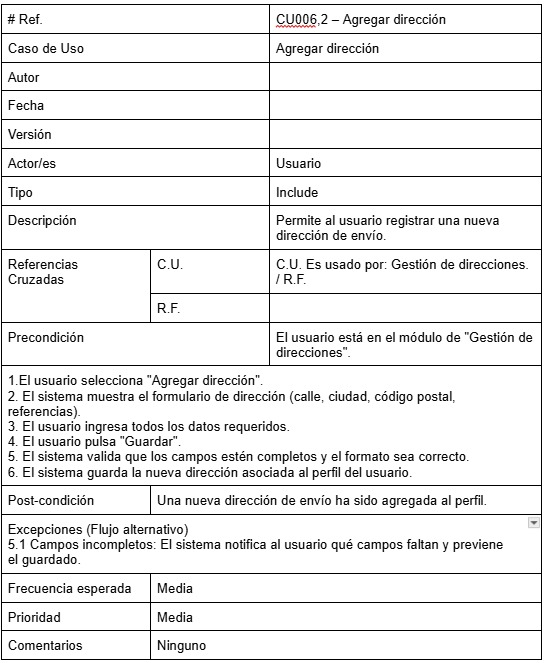 # Ref. CU006,2 – Agregar dirección
Caso de Uso Agregar dirección
Autor
Fecha
Versión
Actor/es Usuario
Tipo Include
Descripción Permite al usuario registrar una nueva
dirección de envío.
Referencias C.U. C.U. Es usado por: Gestión de direcciones.
Cruzadas / R.F.
R.F.
Precondición El usuario está en el módulo de "Gestión de
direcciones".
1.El usuario selecciona "Agregar dirección".
2. El sistema muestra el formulario de dirección (calle, ciudad, código postal,
referencias).
3. El usuario ingresa todos los datos requeridos.
4. El usuario pulsa "Guardar".
5. El sistema valida que los campos estén completos y el formato sea correcto.
6. El sistema guarda la nueva dirección asociada al perfil del usuario.
Post-condición Una nueva dirección de envío ha sido agregada al perfil.
Excepciones (Flujo alternativo)
5.1 Campos incompletos: El sistema notifica al usuario qué campos faltan y previene
el guardado.
Frecuencia esperada Media
Prioridad Media
Comentarios Ninguno